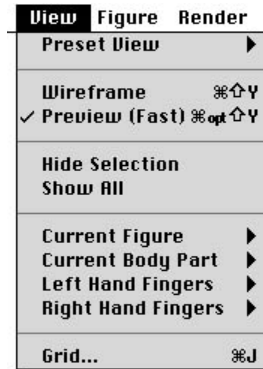 View Figure Render
Preset View ▶
Wireframe ⌘⇧Y
✓ Preview (Fast) ⌘opt⇧Y
Hide Selection
Show All
Current Figure ▶
Current Body Part ▶
Left Hand Fingers ▶
Right Hand Fingers ▶
Grid... ⌘J